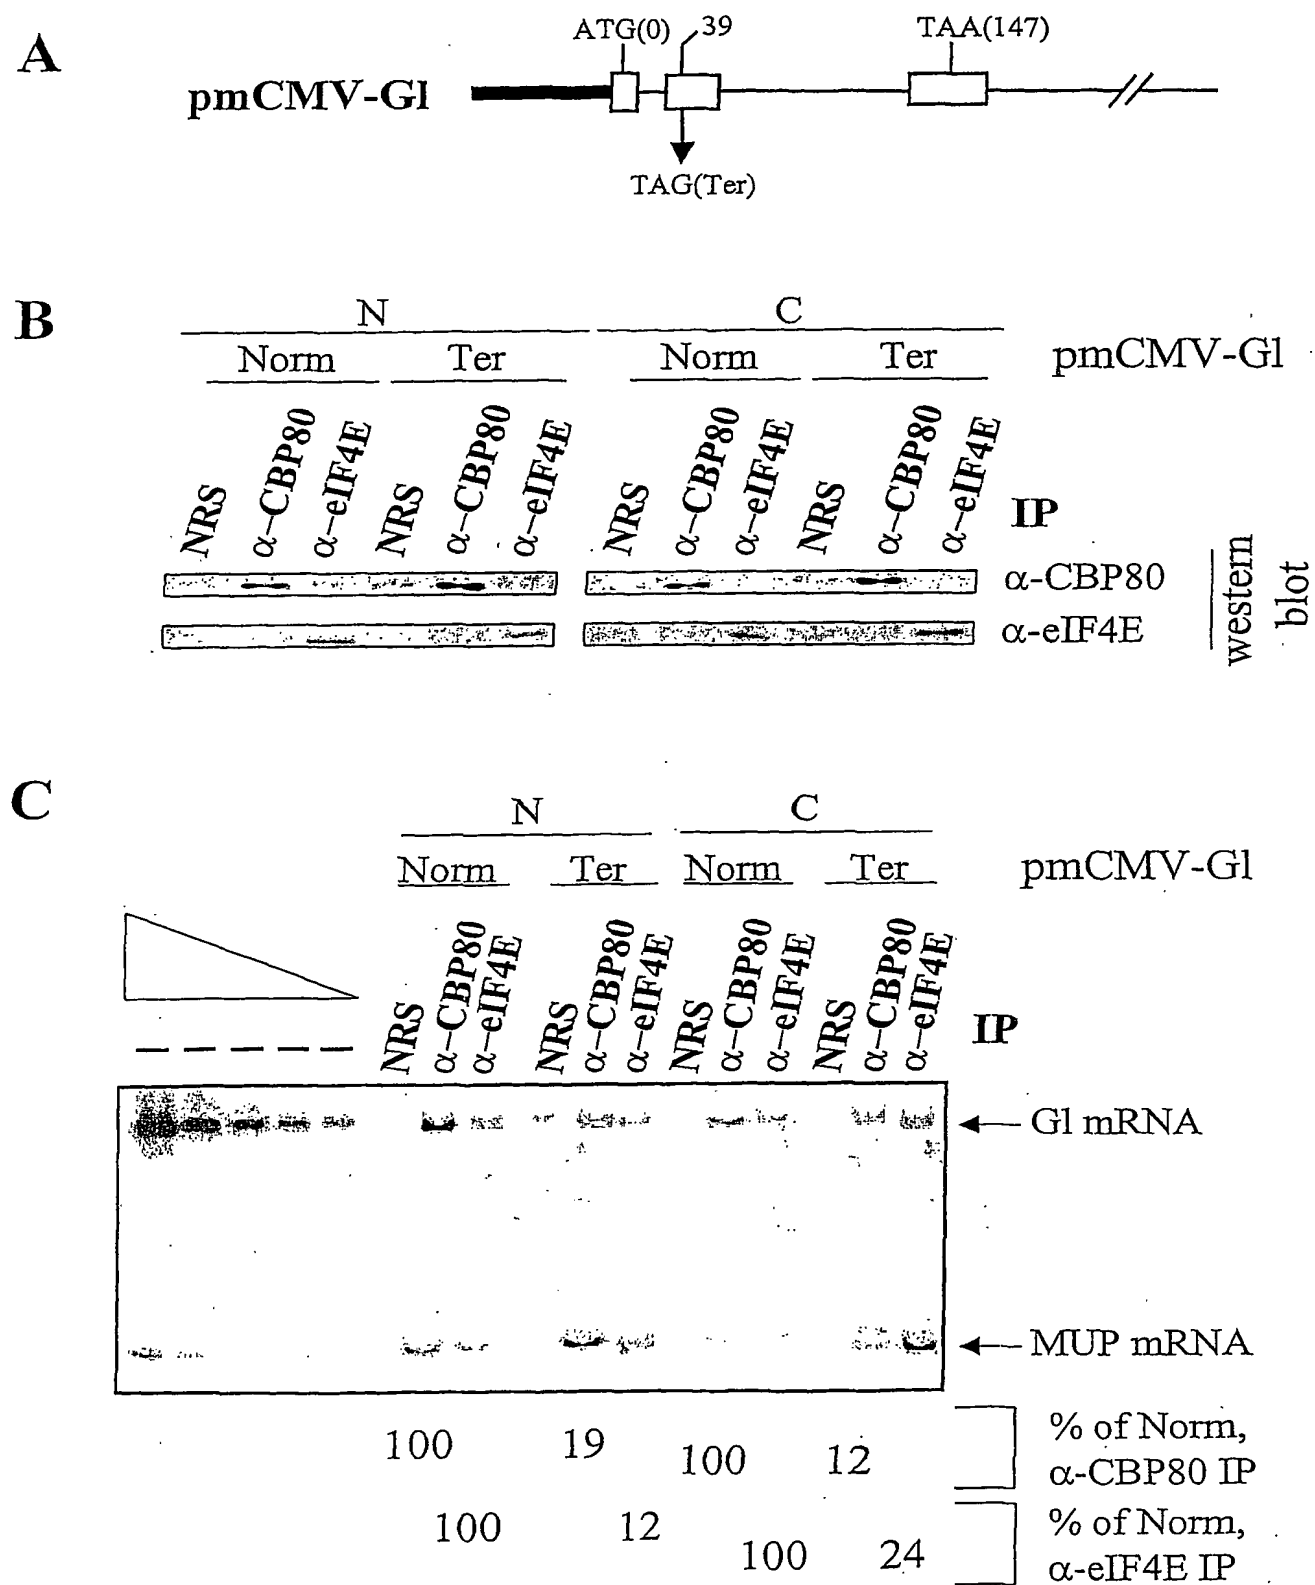 A
ATG(0)
39
TAA(147)
pmCMV-Gl
TAG(Ter)
B
N
C
Norm
Ter
Norm
Ter
pmCMV-Gl
NRS
α-CBP80
α-eIF4E
NRS
α-CBP80
α-eIF4E
NRS
α-CBP80
α-eIF4E
NRS
α-CBP80
α-eIF4E
IP
α-CBP80
α-eIF4E
western
blot
C
N
C
Norm
Ter
Norm
Ter
pmCMV-Gl
NRS
α-CBP80
α-eIF4E
NRS
α-CBP80
α-eIF4E
NRS
α-CBP80
α-eIF4E
NRS
α-CBP80
α-eIF4E
IP
Gl mRNA
MUP mRNA
100 19 100 12
% of Norm,
α-CBP80 IP
100 12 100 24
% of Norm,
α-eIF4E IP